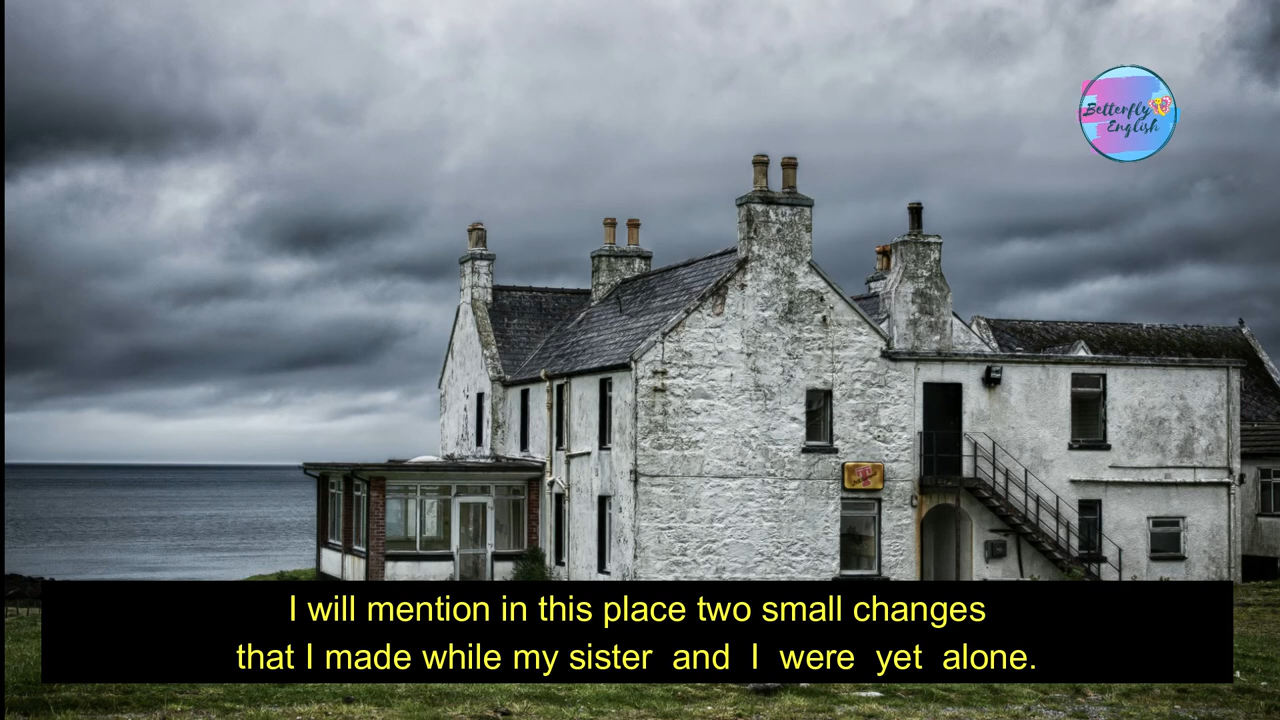 Betterfly
English
T
I will mention in this place two small changes
that I made while my sister and I were yet alone.